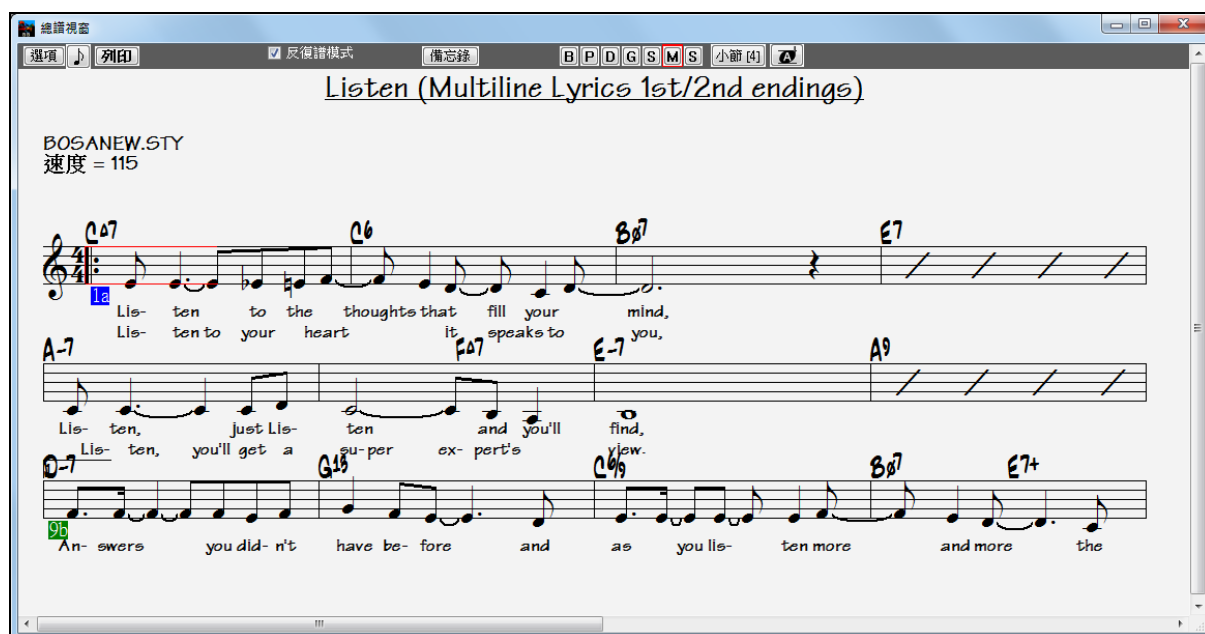 總譜視窗
選項 ♪ 列印 反復譜模式 備忘錄 B P D G S M S 小節 [4] A
Listen (Multiline Lyrics 1st/2nd endings)
BOSANEW.STY
速度 = 115
C△7 C6 Bø7 E7
4
4
1a
Lis- ten to the thoughts that fill your mind,
Lis- ten to your heart it speaks to you,
A-7 F△7 E-7 A9
Lis- ten, just Lis- ten and you'll find,
Lis- ten, you'll get a su-per ex- pert's view.
D-7 G13 C6/9 Bø7 E7+
9b
An- swers you did- n't have be- fore and as you lis- ten more and more the